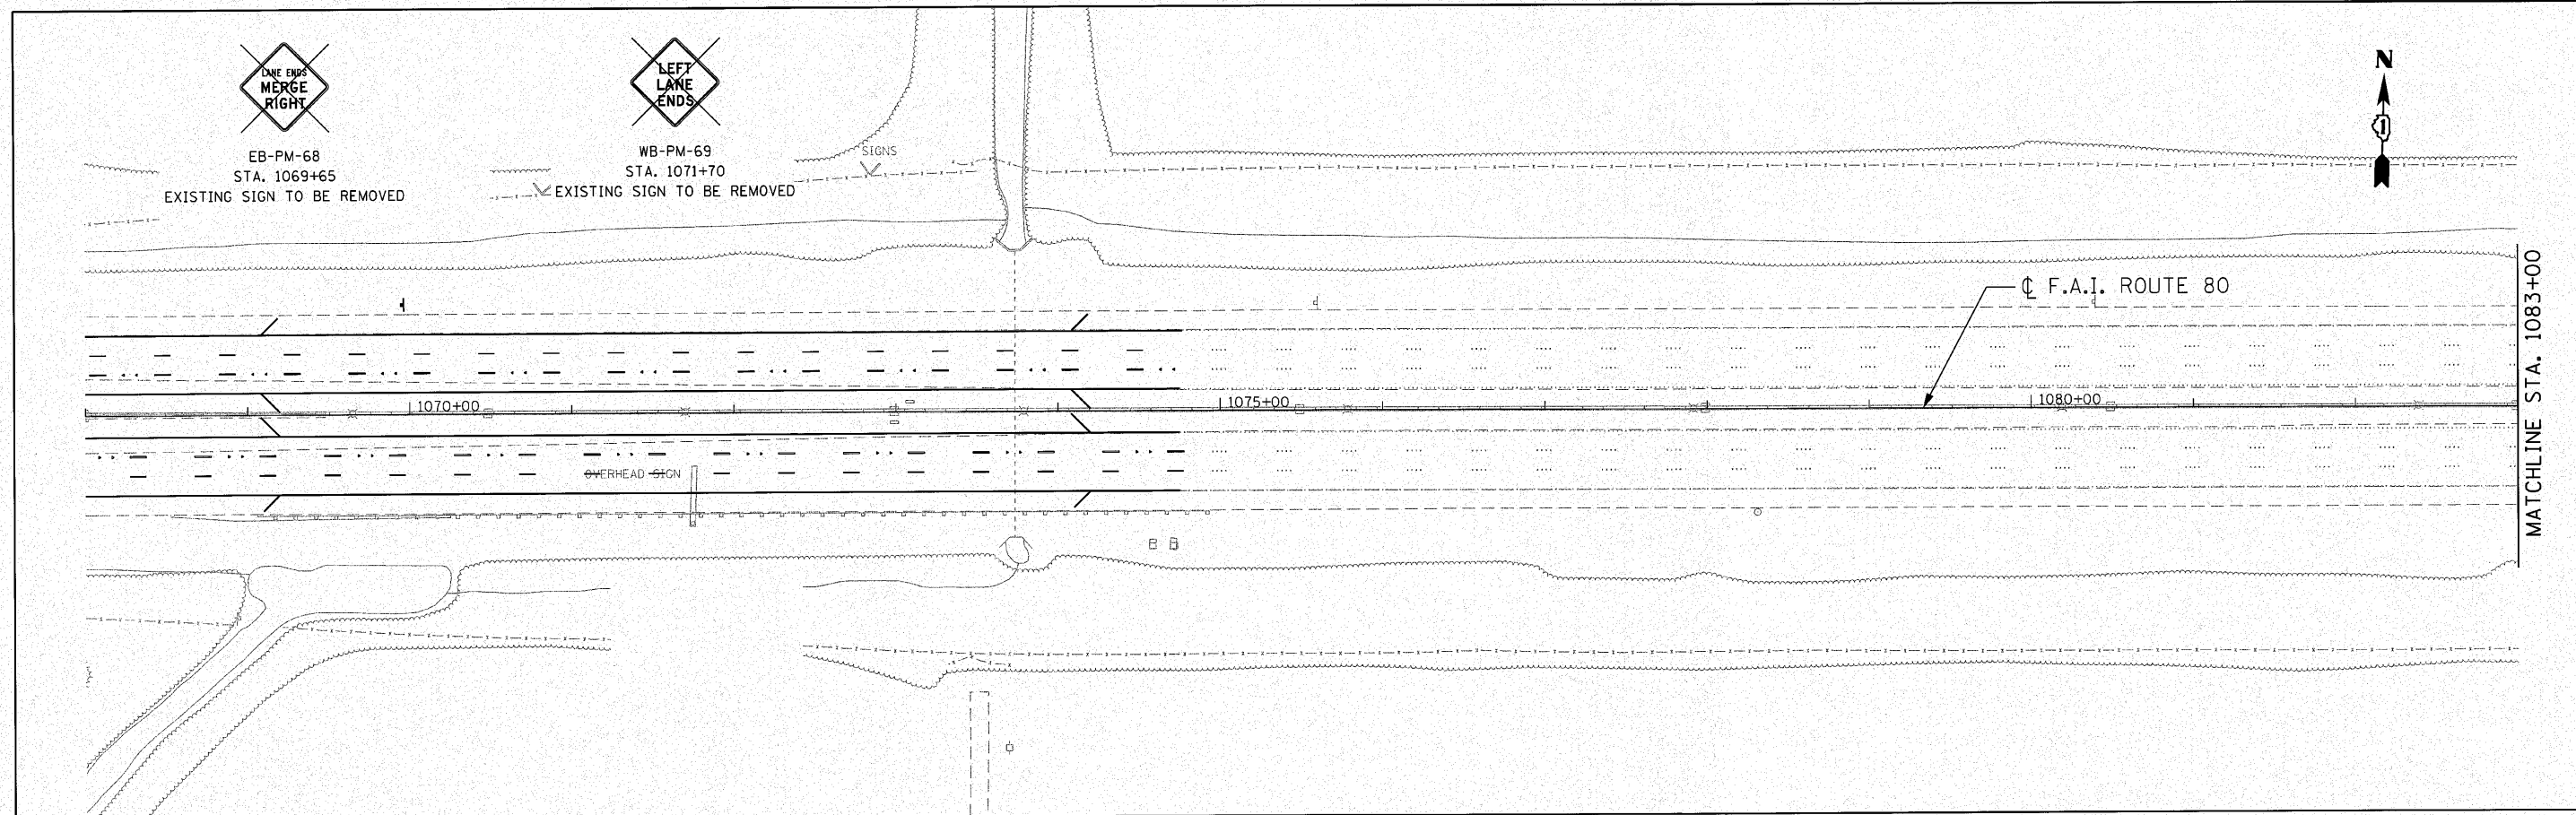 LANE ENDS
MERGE
RIGHT
EB-PM-68
STA. 1069+65
EXISTING SIGN TO BE REMOVED
LEFT
LANE
ENDS
WB-PM-69
STA. 1071+70
EXISTING SIGN TO BE REMOVED
SIGNS
N
1
℄ F.A.I. ROUTE 80
MATCHLINE STA. 1083+00
1070+00
1075+00
1080+00
OVERHEAD SIGN